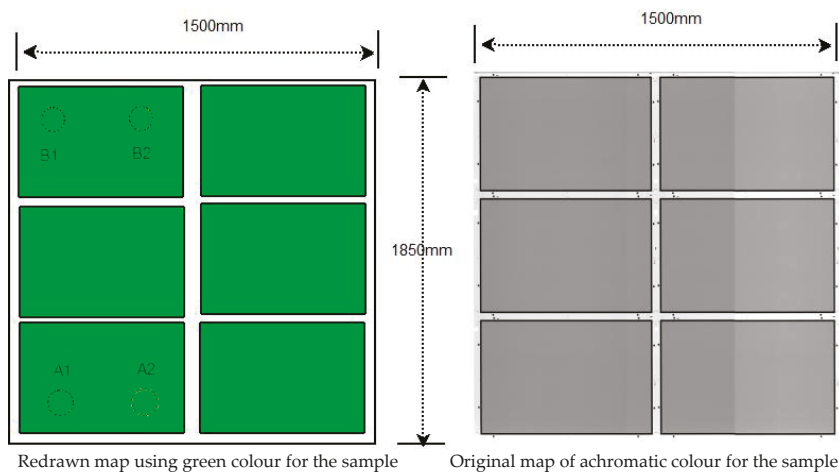 1500mm
1500mm
B1 B2
1850mm
A1 A2
Redrawn map using green colour for the sample
Original map of achromatic colour for the sample